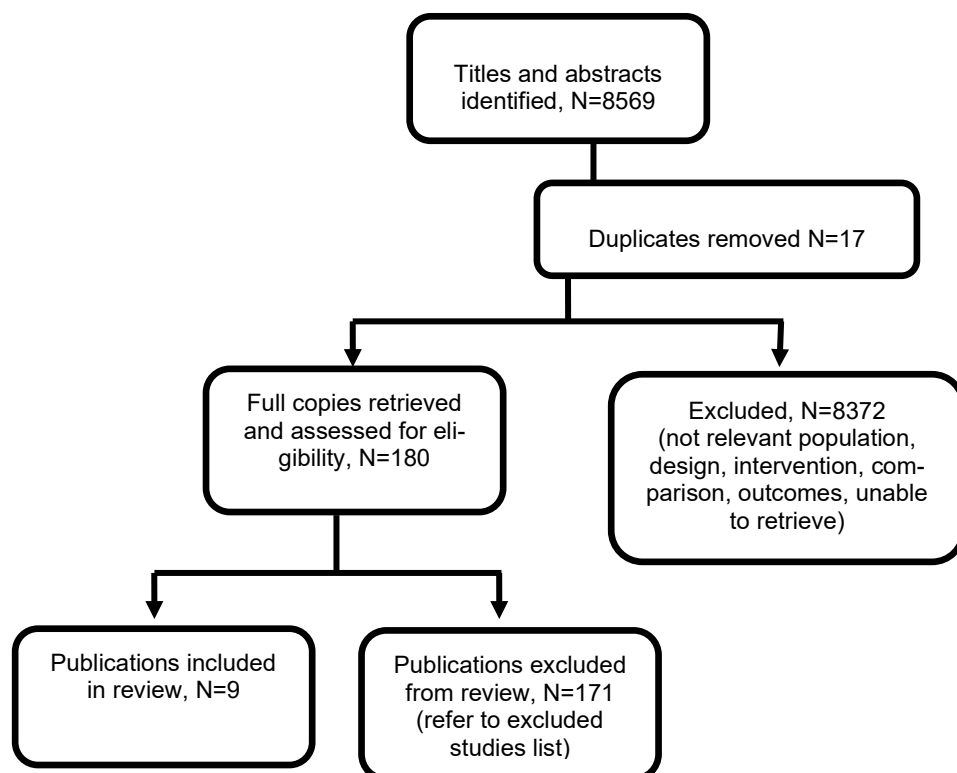 Titles and abstracts
identified, N=8569
Duplicates removed N=17
Full copies retrieved
and assessed for eli-
gibility, N=180
Excluded, N=8372
(not relevant population,
design, intervention, com-
parison, outcomes, unable
to retrieve)
Publications included
in review, N=9
Publications excluded
from review, N=171
(refer to excluded
studies list)